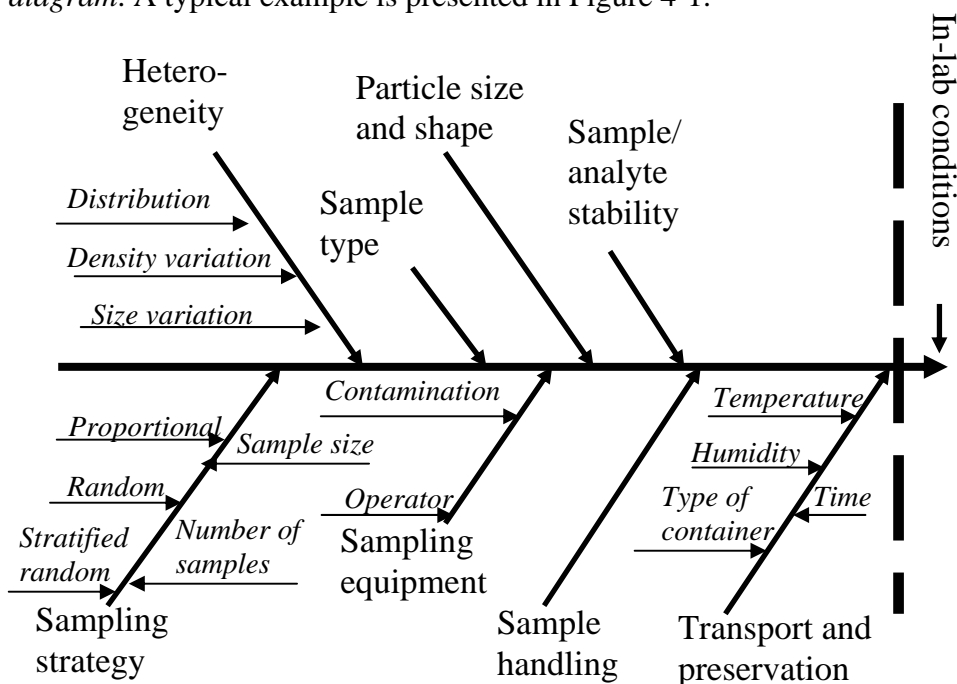 diagram. A typical example is presented in Figure 4-1.
In-lab conditions
Hetero-
geneity
Particle size
and shape
Sample/
analyte
stability
Sample
type
Distribution
Density variation
Size variation
Contamination
Temperature
Proportional
Sample size
Humidity
Random
Operator
Type of
container
Time
Stratified
random
Number of
samples
Sampling
equipment
Sampling
strategy
Sample
handling
Transport and
preservation